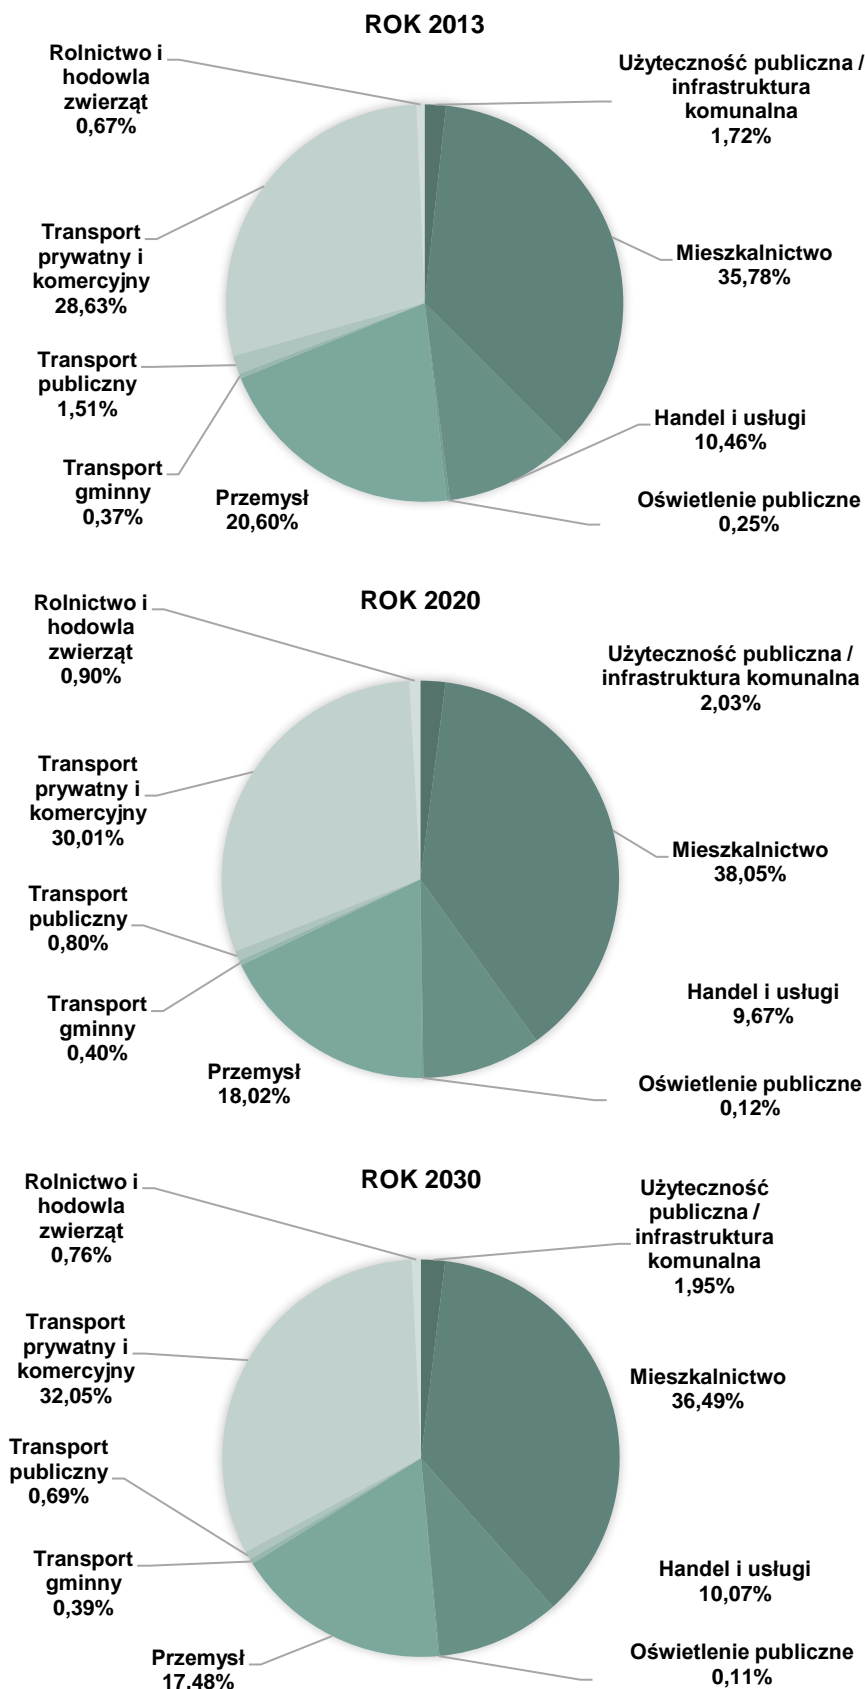 ROK 2013
Rolnictwo i
hodowla
zwierząt
0,67%
Użyteczność publiczna /
infrastruktura
komunalna
1,72%
Transport
prywatny i
komercyjny
28,63%
Mieszkalnictwo
35,78%
Transport
publiczny
1,51%
Handel i usługi
10,46%
Transport
gminny
0,37%
Przemysł
20,60%
Oświetlenie publiczne
0,25%
ROK 2020
Rolnictwo i
hodowla
zwierząt
0,90%
Użyteczność publiczna /
infrastruktura komunalna
2,03%
Transport
prywatny i
komercyjny
30,01%
Mieszkalnictwo
38,05%
Transport
publiczny
0,80%
Handel i usługi
9,67%
Transport
gminny
0,40%
Przemysł
18,02%
Oświetlenie publiczne
0,12%
ROK 2030
Rolnictwo i
hodowla
zwierząt
0,76%
Użyteczność
publiczna /
infrastruktura
komunalna
1,95%
Transport
prywatny i
komercyjny
32,05%
Mieszkalnictwo
36,49%
Transport
publiczny
0,69%
Transport
gminny
0,39%
Handel i usługi
10,07%
Przemysł
17,48%
Oświetlenie publiczne
0,11%